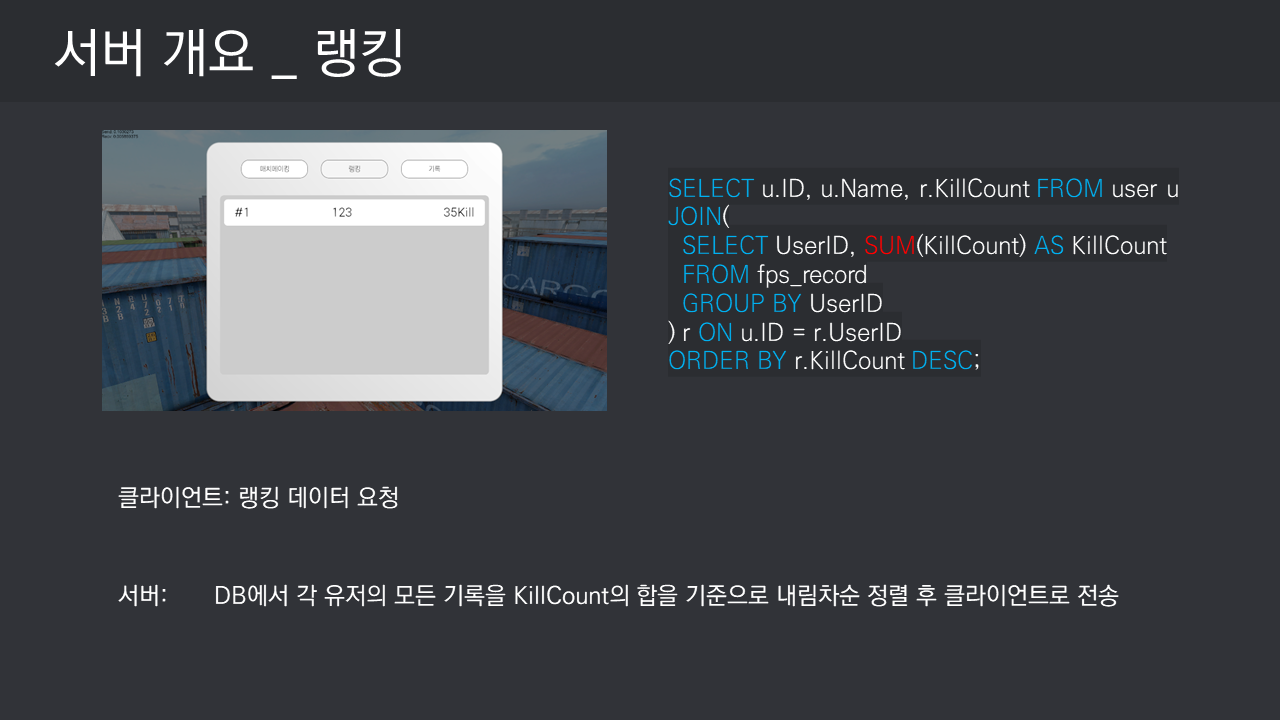 서버 개요 _ 랭킹
매치메이킹 랭킹 기록
#1 123 35Kill
CARGO
SELECT u.ID, u.Name, r.KillCount FROM user u
JOIN(
SELECT UserID, SUM(KillCount) AS KillCount
FROM fps_record
GROUP BY UserID
) r ON u.ID = r.UserID
ORDER BY r.KillCount DESC;
클라이언트: 랭킹 데이터 요청
서버: DB에서 각 유저의 모든 기록을 KillCount의 합을 기준으로 내림차순 정렬 후 클라이언트로 전송